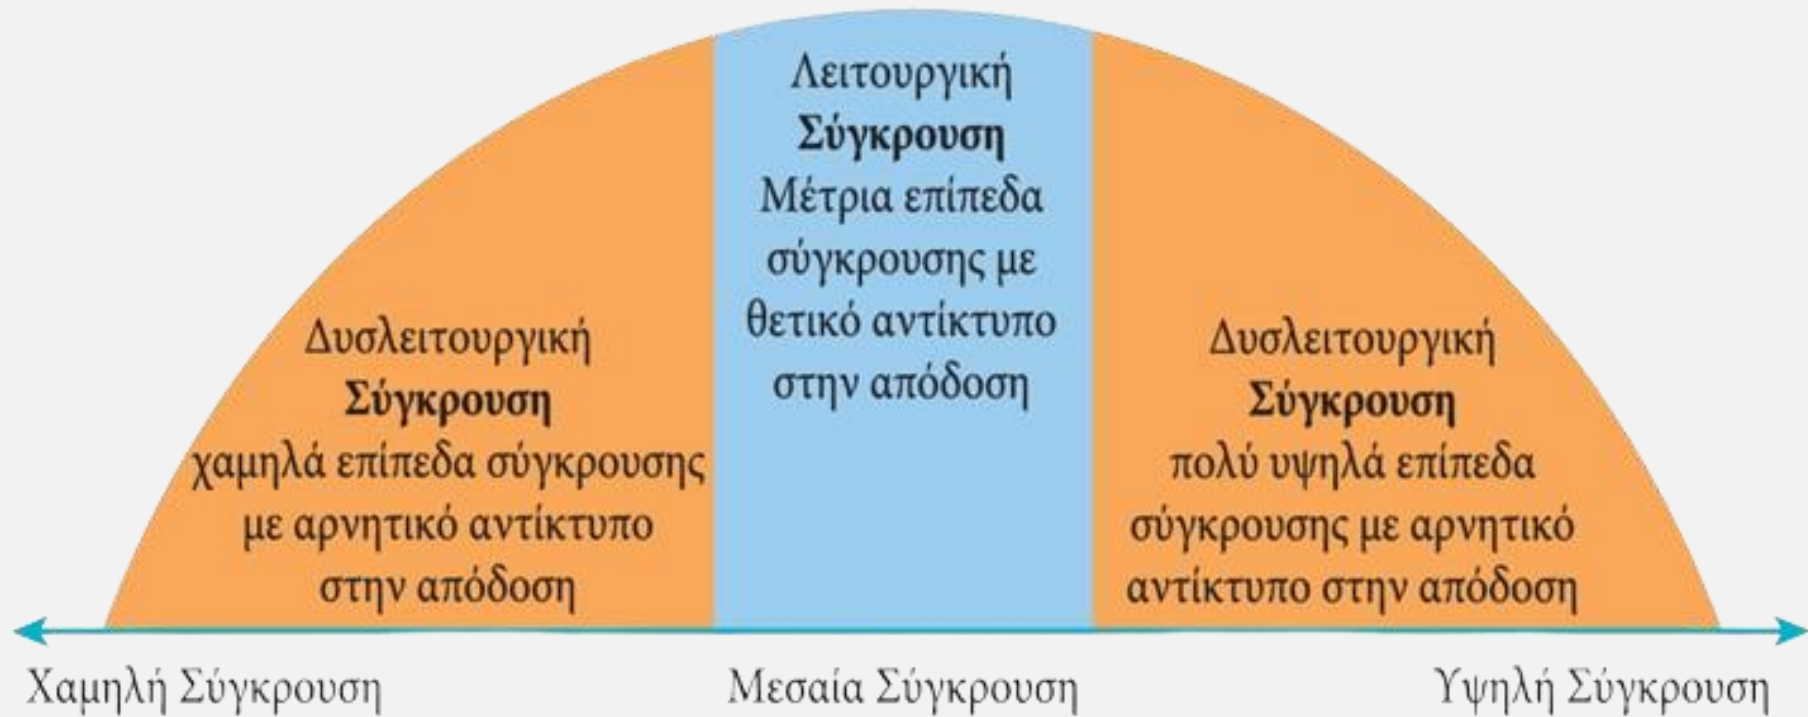 Λειτουργική
Σύγκρουση
Μέτρια επίπεδα
σύγκρουσης με
θετικό αντίκτυπο
στην απόδοση
Δυσλειτουργική
Σύγκρουση
χαμηλά επίπεδα σύγκρουσης
με αρνητικό αντίκτυπο
στην απόδοση
Δυσλειτουργική
Σύγκρουση
πολύ υψηλά επίπεδα
σύγκρουσης με αρνητικό
αντίκτυπο στην απόδοση
Χαμηλή Σύγκρουση
Μεσαία Σύγκρουση
Υψηλή Σύγκρουση